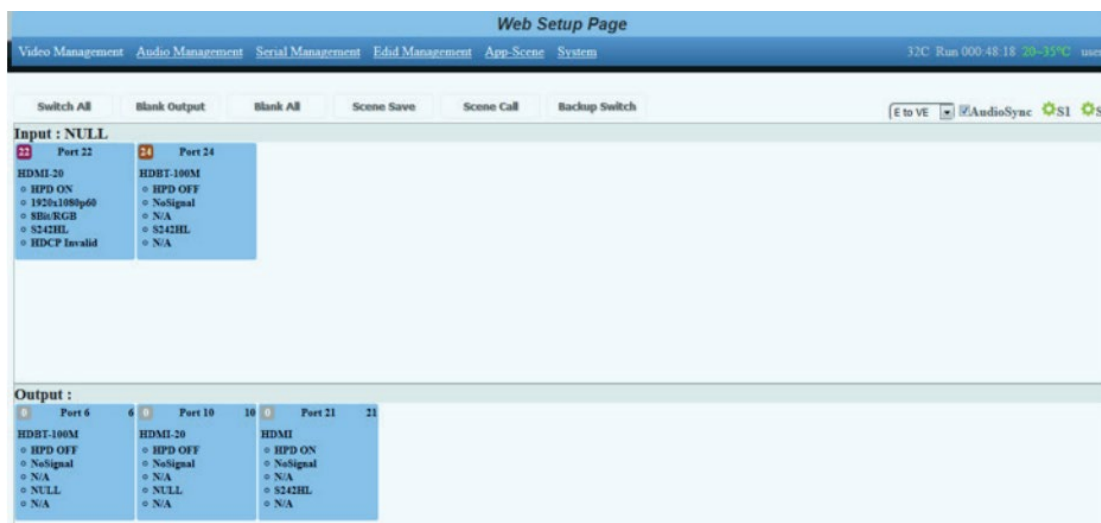 Web Setup Page
Video Management Audio Management Serial Management Edid Management App-Scene System 32C Run 000:48:18 20~35°C
Switch All Blank Output Blank All Scene Save Scene Call Backup Switch E to VE AudioSync S1
Input : NULL
22 Port 22 24 Port 24
HDMI-20 HDBT-100M
HPD ON HPD OFF
1920x1080p60 NoSignal
8Bit/RGB N/A
S242HL S242HL
HDCP Invalid N/A
Output :
0 Port 6 6 0 Port 10 10 0 Port 21 21
HDBT-100M HDMI-20 HDMI
HPD OFF HPD OFF HPD ON
NoSignal NoSignal NoSignal
N/A N/A N/A
NULL NULL S242HL
N/A N/A N/A